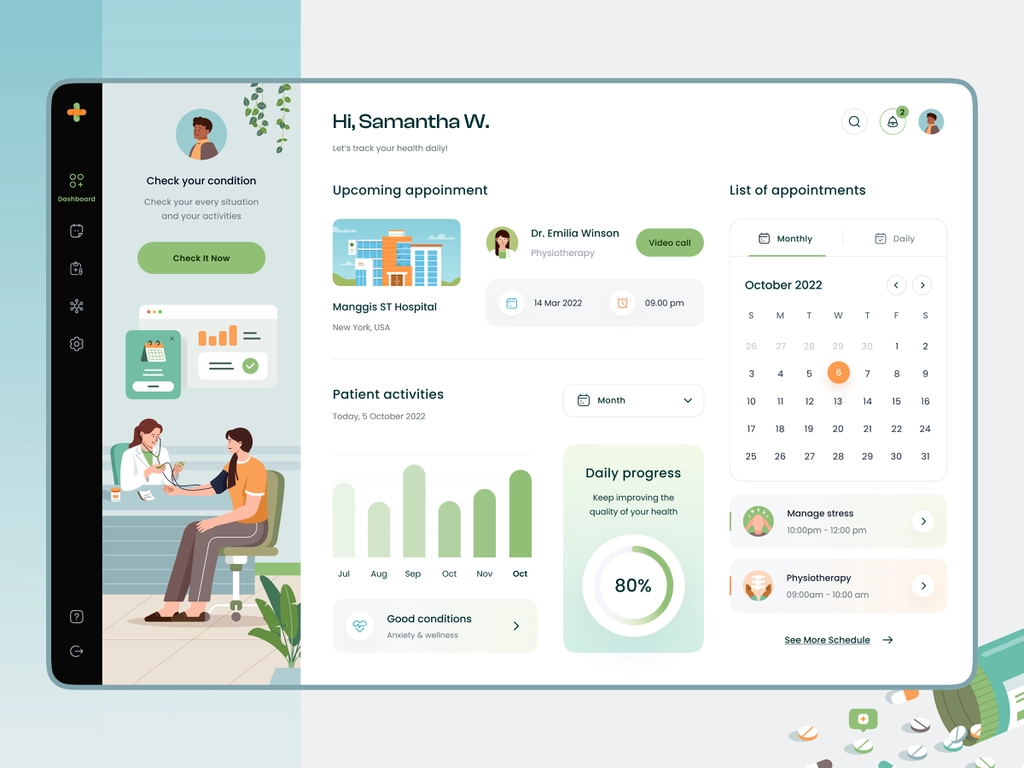 Dashboard
?
Check your condition
Check your every situation
and your activities
Check It Now
Hi, Samantha W.
Let's track your health daily!
2
Upcoming appoinment
Manggis ST Hospital
New York, USA
Dr. Emilia Winson
Physiotherapy
Video call
14 Mar 2022
09.00 pm
Patient activities
Today, 5 October 2022
Month
Jul Aug Sep Oct Nov Oct
Good conditions
Anxiety & wellness
Daily progress
Keep improving the
quality of your health
80%
List of appointments
Monthly Daily
October 2022
S M T W T F S
26 27 28 29 30 1 2
3 4 5 6 7 8 9
10 11 12 13 14 15 16
17 18 19 20 21 22 24
25 26 27 28 29 30 31
Manage stress
10:00pm - 12:00 pm
Physiotherapy
09:00am - 10:00 am
See More Schedule